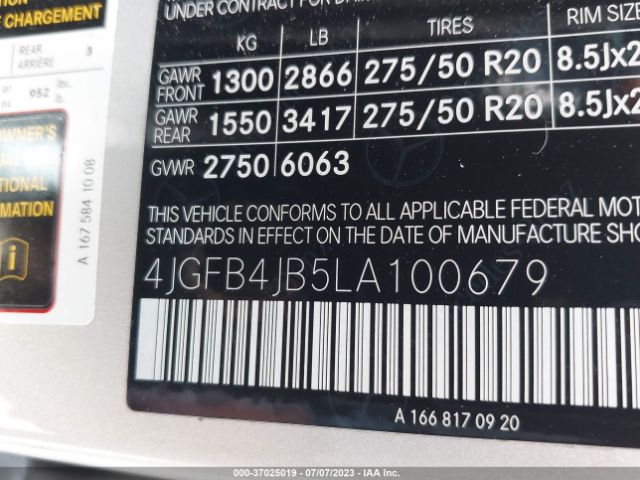 E CHARGEMENT
REAR
ARRIÈRE
3
952 lbs.
lb.
OWNER'S
MATION
A 167 584 10 08
UNDER CONTRACT FOR
KG LB TIRES RIM SIZE
GAWR FRONT 1300 2866 275/50 R20 8.5Jx2
GAWR REAR 1550 3417 275/50 R20 8.5Jx2
GVWR 2750 6063
THIS VEHICLE CONFORMS TO ALL APPLICABLE FEDERAL MOT
STANDARDS IN EFFECT ON THE DATE OF MANUFACTURE SHO
4JGFB4JB5LA100679
A 166 817 09 20
000-37025019 - 07/07/2023 - IAA Inc.